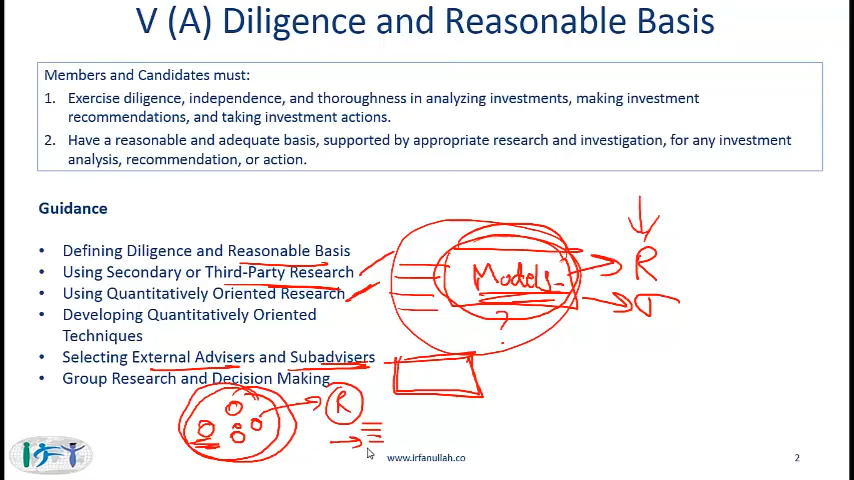 V (A) Diligence and Reasonable Basis
Members and Candidates must:
1. Exercise diligence, independence, and thoroughness in analyzing investments, making investment
recommendations, and taking investment actions.
2. Have a reasonable and adequate basis, supported by appropriate research and investigation, for any investment
analysis, recommendation, or action.
Guidance
• Defining Diligence and Reasonable Basis
• Using Secondary or Third-Party Research
• Using Quantitatively Oriented Research
• Developing Quantitatively Oriented
Techniques
• Selecting External Advisers and Subadvisers
• Group Research and Decision Making
Models
?
R
σ
R
www.irfanullah.co
2